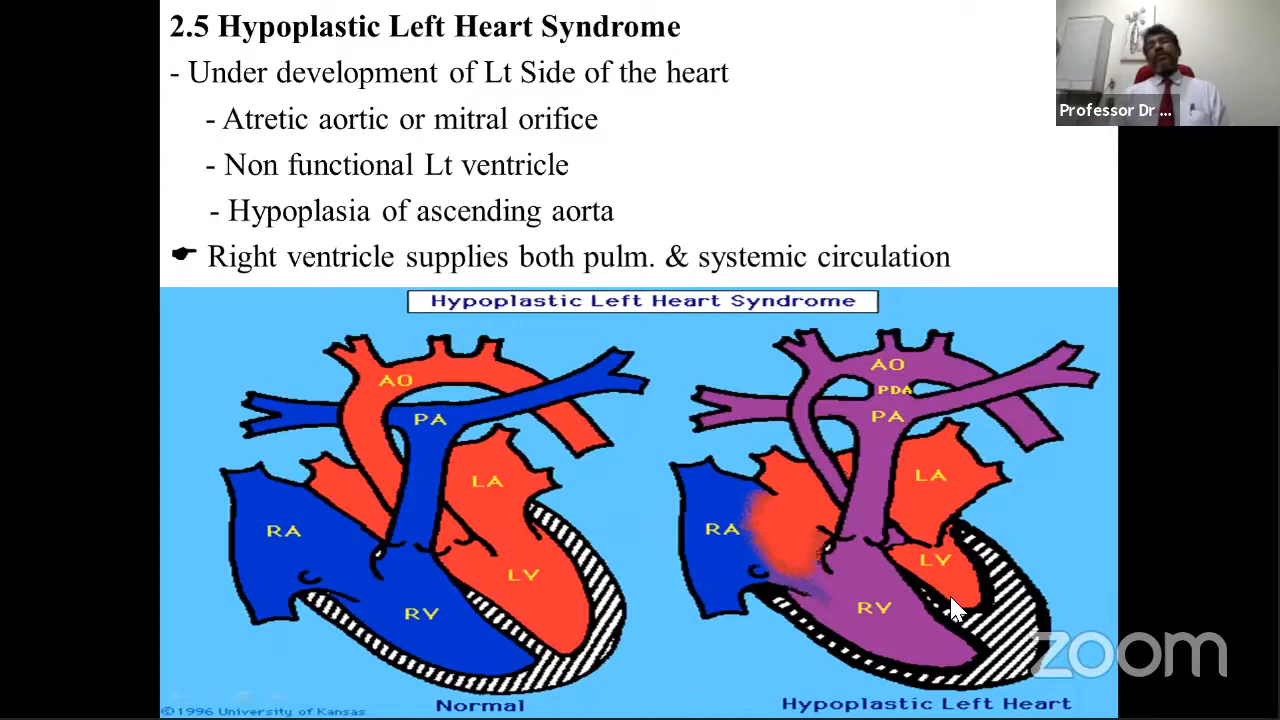 2.5 Hypoplastic Left Heart Syndrome
- Under development of Lt Side of the heart
- Atretic aortic or mitral orifice
- Non functional Lt ventricle
- Hypoplasia of ascending aorta
☛ Right ventricle supplies both pulm. & systemic circulation
Professor Dr ...
Hypoplastic Left Heart Syndrome
AO
PA
LA
RA
LV
RV
Normal
AO
PDA
PA
LA
RA
LV
RV
Hypoplastic Left Heart
©1996 University of Kansas
zoom